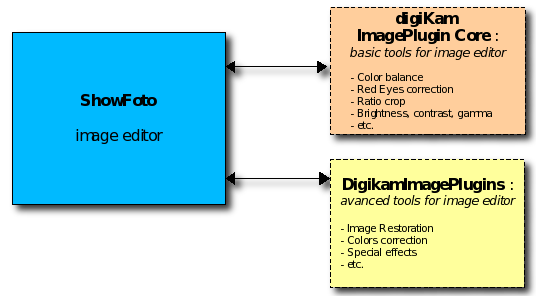 ShowFoto
image editor
digiKam
ImagePlugin Core :
basic tools for image editor
- Color balance
- Red Eyes correction
- Ratio crop
- Brightness, contrast, gamma
- etc.
DigikamImagePlugins :
avanced tools for image editor
- Image Restoration
- Colors correction
- Special effects
- etc.